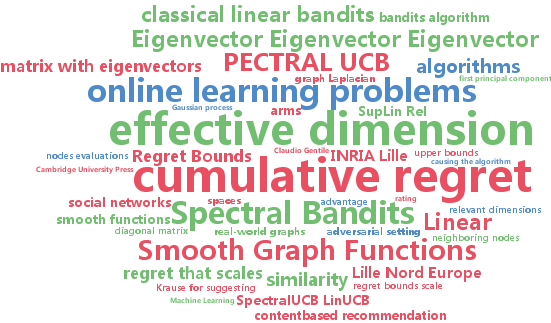 classical linear bandits bandits algorithm
Eigenvector Eigenvector Eigenvector
matrix with eigenvectors PECTRAL UCB algorithms
graph Laplacian first principal component
online learning problems
Gaussian process arms SupLin Rel
effective dimension
nodes evaluations Regret Bounds Claudio Gentile INRIA Lille upper bounds
causing the algorithm
Cambridge University Press cumulative regret
social networks spaces advantage rating
smooth functions Spectral Bandits Linear relevant dimensions
diagonal matrix real-world graphs adversarial setting neighboring nodes
Smooth Graph Functions
regret that scales similarity Lille Nord Europe
Krause for suggesting regret bounds scale
Machine Learning SpectralUCB LinUCB
contentbased recommendation